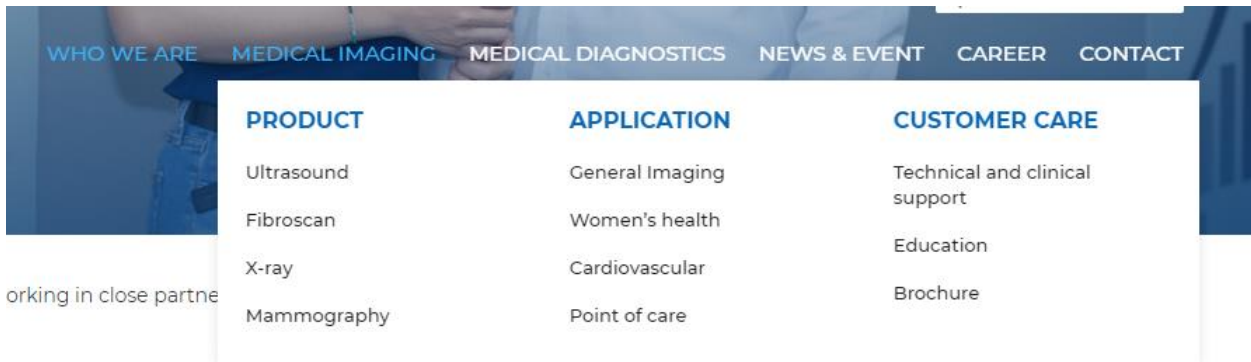 WHO WE ARE MEDICAL IMAGING MEDICAL DIAGNOSTICS NEWS & EVENT CAREER CONTACT
PRODUCT
Ultrasound
Fibroscan
X-ray
Mammography
APPLICATION
General Imaging
Women’s health
Cardiovascular
Point of care
CUSTOMER CARE
Technical and clinical
support
Education
Brochure
orking in close partne